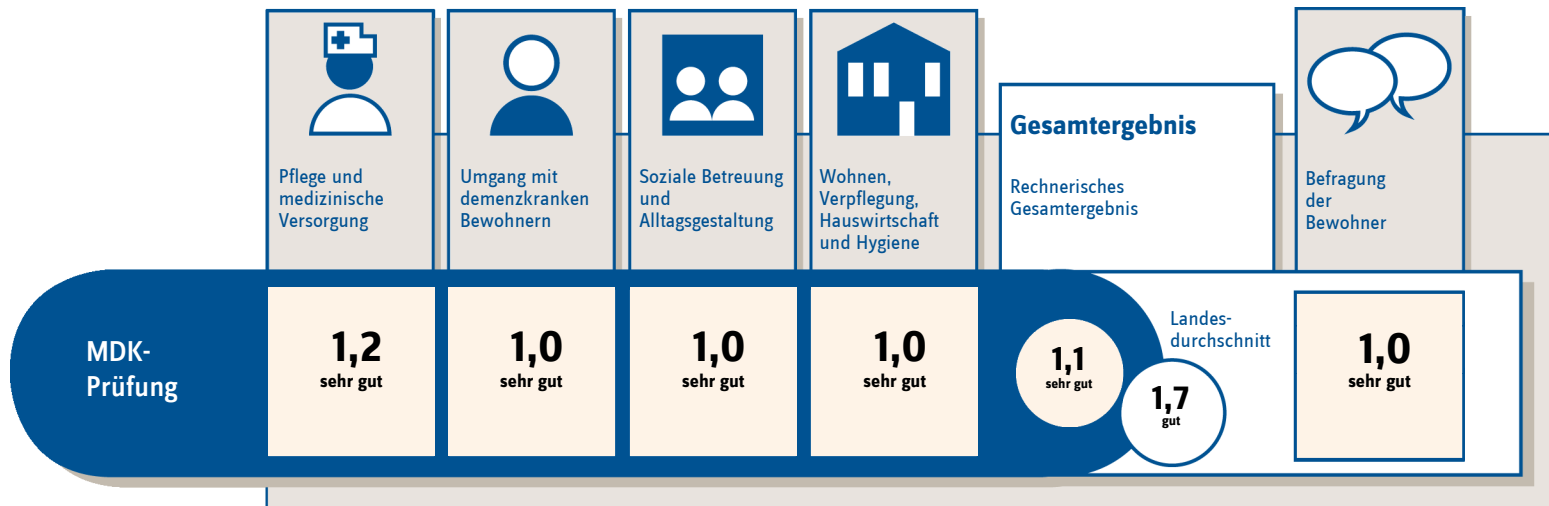 Pflege und
medizinische
Versorgung
Umgang mit
demenzkranken
Bewohnern
Soziale Betreuung
und
Alltagsgestaltung
Wohnen,
Verpflegung,
Hauswirtschaft
und Hygiene
Gesamtergebnis
Rechnerisches
Gesamtergebnis
Befragung
der
Bewohner
MDK-
Prüfung
1,2
sehr gut
1,0
sehr gut
1,0
sehr gut
1,0
sehr gut
1,1
sehr gut
Landes-
durchschnitt
1,7
gut
1,0
sehr gut